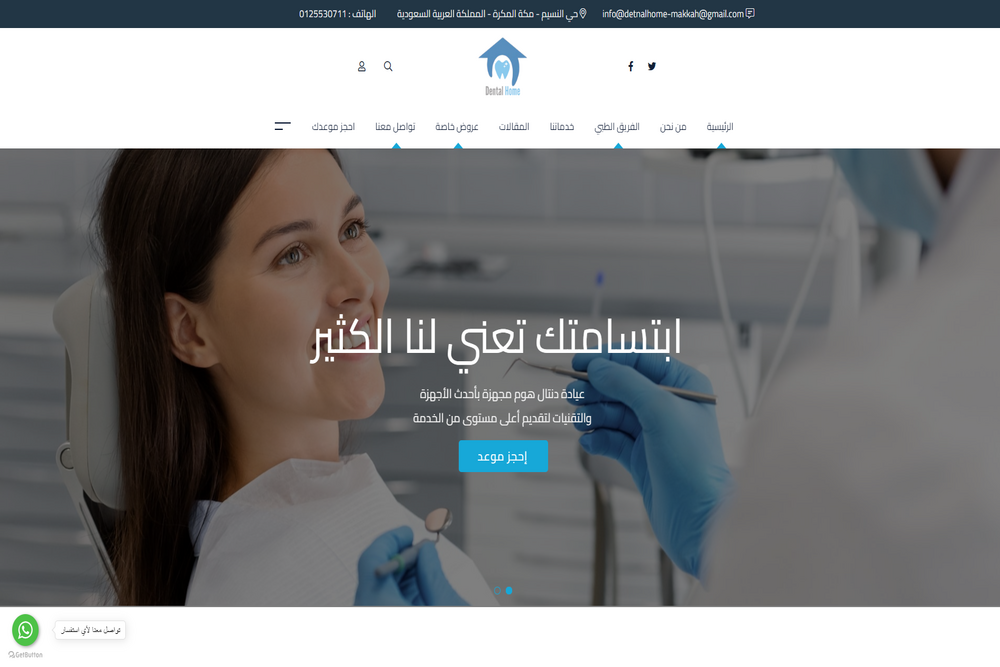 info@detnalhome-makkah@gmail.com
حي النسيم - مكة المكرة - المملكة العربية السعودية
الهاتف : 0125530711
Dental Home
الرئيسية
من نحن
الفريق الطبي
خدماتنا
المقالات
عروض خاصة
تواصل معنا
احجز موعدك
ابتسامتك تعني لنا الكثير
عيادة دنتال هوم مجهزة بأحدث الأجهزة
والتقنيات لتقديم أعلى مستوى من الخدمة
إحجز موعد
تواصل معنا لأي استفسار
GetButton